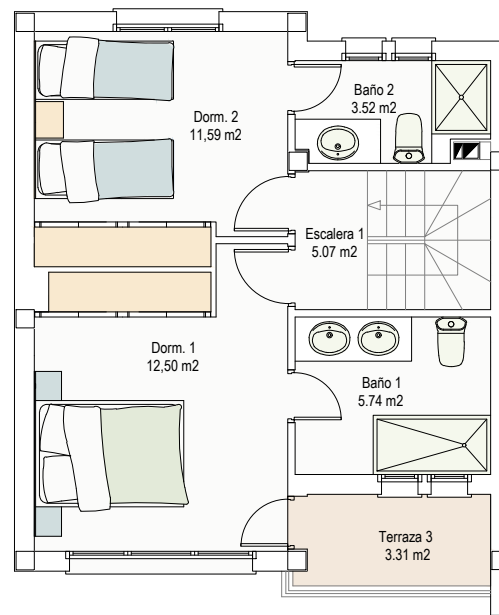 Baño 2
3.52 m2
Dorm. 2
11,59 m2
Escalera 1
5.07 m2
Dorm. 1
12,50 m2
Baño 1
5.74 m2
Terraza 3
3.31 m2